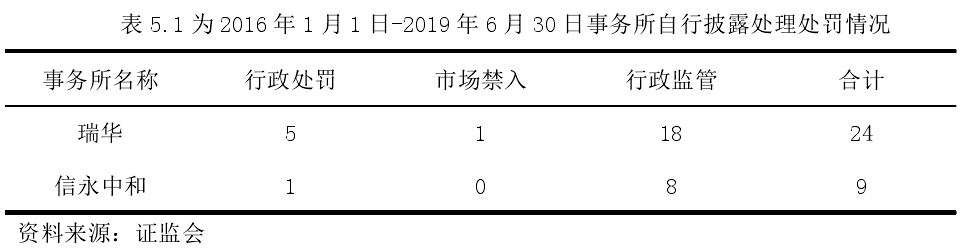 表 5.1 为 2016 年 1 月 1 日-2019 年 6 月 30 日事务所自行披露处理处罚情况
事务所名称 行政处罚 市场禁入 行政监管 合计
瑞华 5 1 18 24
信永中和 1 0 8 9
资料来源：证监会